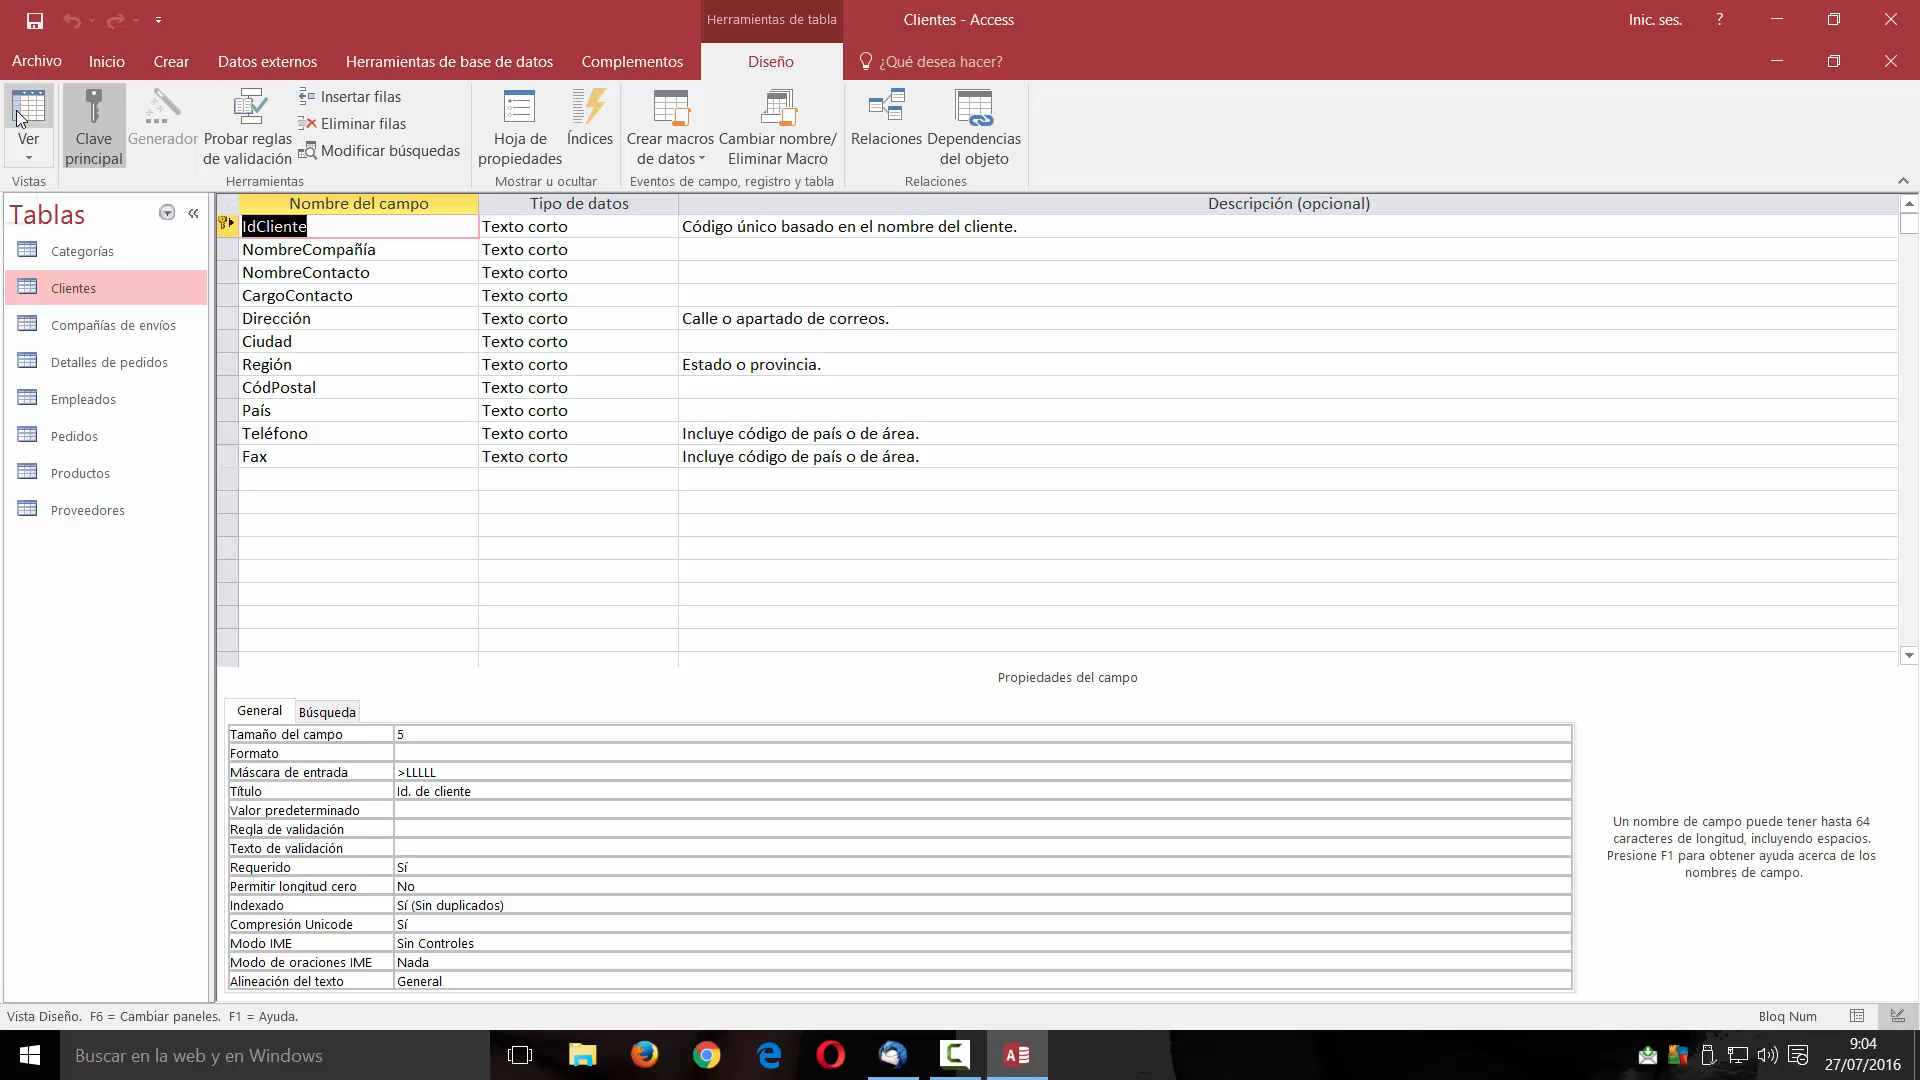 Herramientas de tabla
Clientes - Access
Inic. ses.
?
Archivo
Inicio
Crear
Datos externos
Herramientas de base de datos
Complementos
Diseño
¿Qué desea hacer?
Ver
Clave
principal
Generador
Probar reglas
de validación
Insertar filas
Eliminar filas
Modificar búsquedas
Hoja de
propiedades
Índices
Crear macros
de datos
Cambiar nombre/
Eliminar Macro
Relaciones
Dependencias
del objeto
Vistas
Herramientas
Mostrar u ocultar
Eventos de campo, registro y tabla
Relaciones
Tablas
Categorías
Clientes
Compañías de envíos
Detalles de pedidos
Empleados
Pedidos
Productos
Proveedores
Nombre del campo Tipo de datos Descripción (opcional)
IdCliente Texto corto Código único basado en el nombre del cliente.
NombreCompañía Texto corto
NombreContacto Texto corto
CargoContacto Texto corto
Dirección Texto corto Calle o apartado de correos.
Ciudad Texto corto
Región Texto corto Estado o provincia.
CódPostal Texto corto
País Texto corto
Teléfono Texto corto Incluye código de país o de área.
Fax Texto corto Incluye código de país o de área.
Propiedades del campo
General Búsqueda
Tamaño del campo 5
Formato
Máscara de entrada >LLLLL
Título Id. de cliente
Valor predeterminado
Regla de validación
Texto de validación
Requerido Sí
Permitir longitud cero No
Indexado Sí (Sin duplicados)
Compresión Unicode Sí
Modo IME Sin Controles
Modo de oraciones IME Nada
Alineación del texto General
Un nombre de campo puede tener hasta 64
caracteres de longitud, incluyendo espacios.
Presione F1 para obtener ayuda acerca de los
nombres de campo.
Vista Diseño. F6 = Cambiar paneles. F1 = Ayuda.
Bloq Num
Buscar en la web y en Windows
9:04
27/07/2016